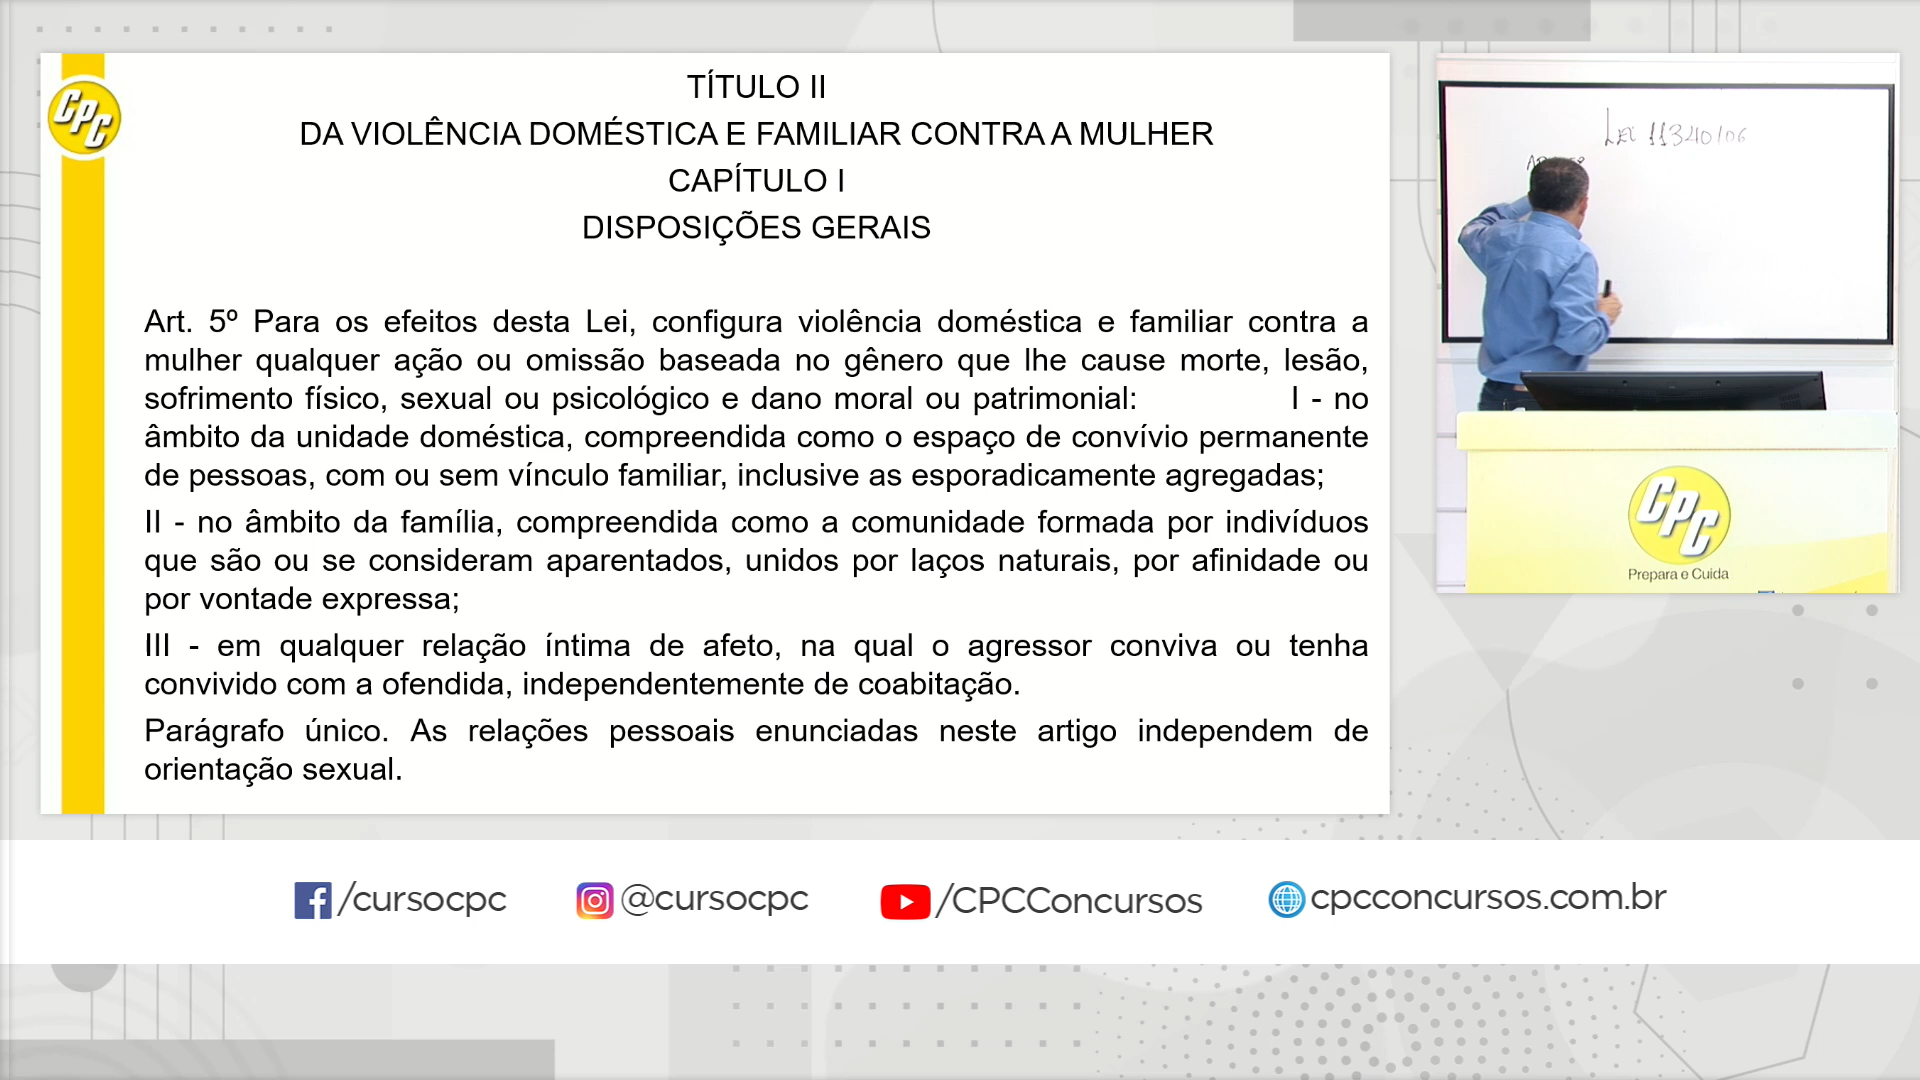 CPC
TÍTULO II
DA VIOLÊNCIA DOMÉSTICA E FAMILIAR CONTRA A MULHER
CAPÍTULO I
DISPOSIÇÕES GERAIS
Art. 5º Para os efeitos desta Lei, configura violência doméstica e familiar contra a
mulher qualquer ação ou omissão baseada no gênero que lhe cause morte, lesão,
sofrimento físico, sexual ou psicológico e dano moral ou patrimonial: I - no
âmbito da unidade doméstica, compreendida como o espaço de convívio permanente
de pessoas, com ou sem vínculo familiar, inclusive as esporadicamente agregadas;
II - no âmbito da família, compreendida como a comunidade formada por indivíduos
que são ou se consideram aparentados, unidos por laços naturais, por afinidade ou
por vontade expressa;
III - em qualquer relação íntima de afeto, na qual o agressor conviva ou tenha
convivido com a ofendida, independentemente de coabitação.
Parágrafo único. As relações pessoais enunciadas neste artigo independem de
orientação sexual.
LEI 11340/06
CPC
Prepara e Cuida
/cursocpc
@cursocpc
/CPCConcursos
cpcconcursos.com.br